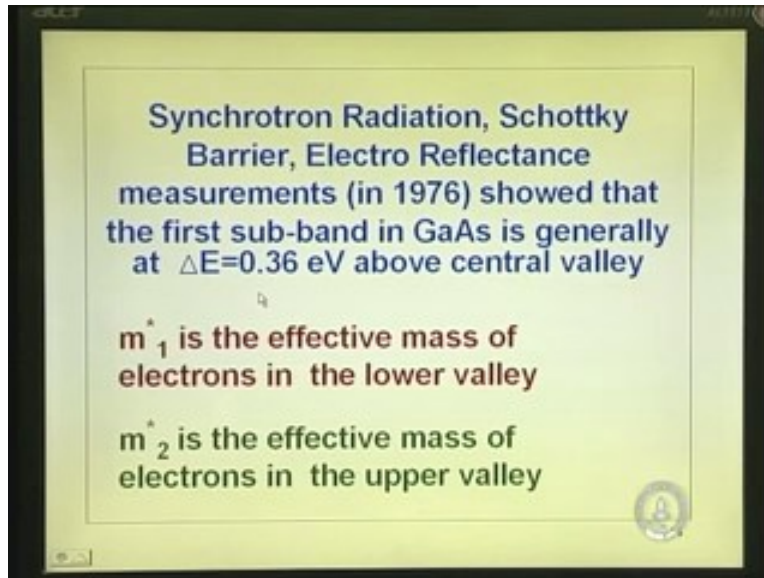 acer
Synchrotron Radiation, Schottky
Barrier, Electro Reflectance
measurements (in 1976) showed that
the first sub-band in GaAs is generally
at △E=0.36 eV above central valley
m*1 is the effective mass of
electrons in the lower valley
m*2 is the effective mass of
electrons in the upper valley